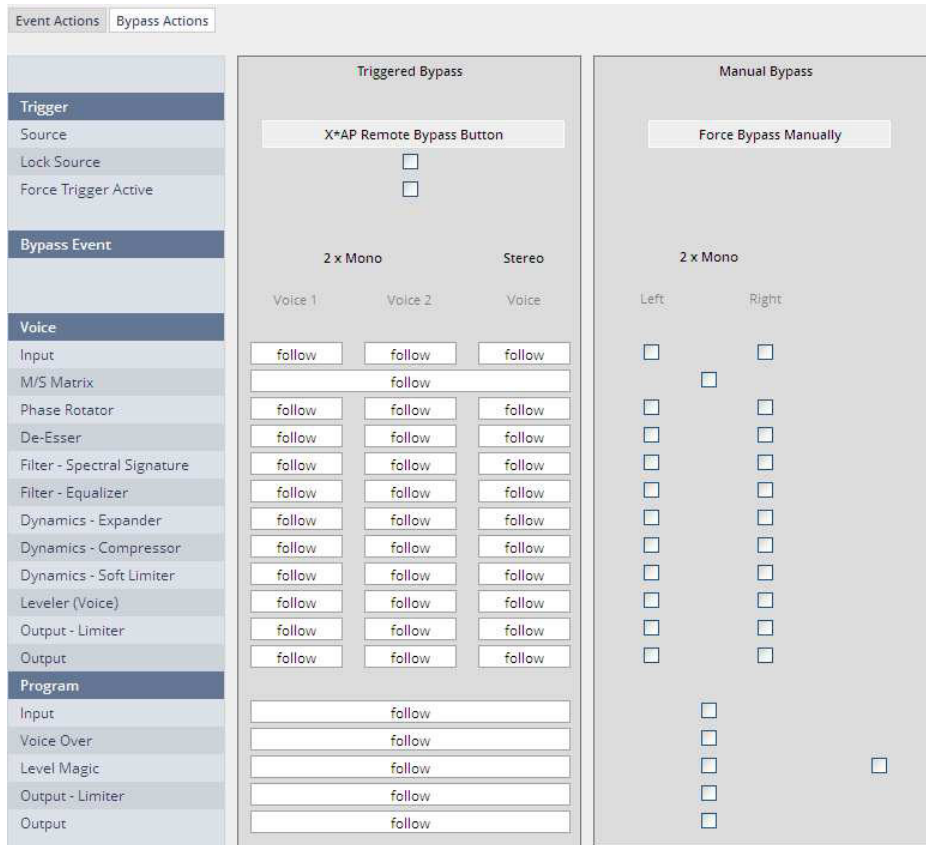 Event Actions Bypass Actions
Triggered Bypass Manual Bypass
Trigger
Source X*AP Remote Bypass Button Force Bypass Manually
Lock Source
Force Trigger Active
Bypass Event
2 x Mono Stereo 2 x Mono
Voice 1 Voice 2 Voice Left Right
Voice
Input follow follow follow
M/S Matrix follow
Phase Rotator follow follow follow
De-Esser follow follow follow
Filter - Spectral Signature follow follow follow
Filter - Equalizer follow follow follow
Dynamics - Expander follow follow follow
Dynamics - Compressor follow follow follow
Dynamics - Soft Limiter follow follow follow
Leveler (Voice) follow follow follow
Output - Limiter follow follow follow
Output follow follow follow
Program
Input follow
Voice Over follow
Level Magic follow
Output - Limiter follow
Output follow